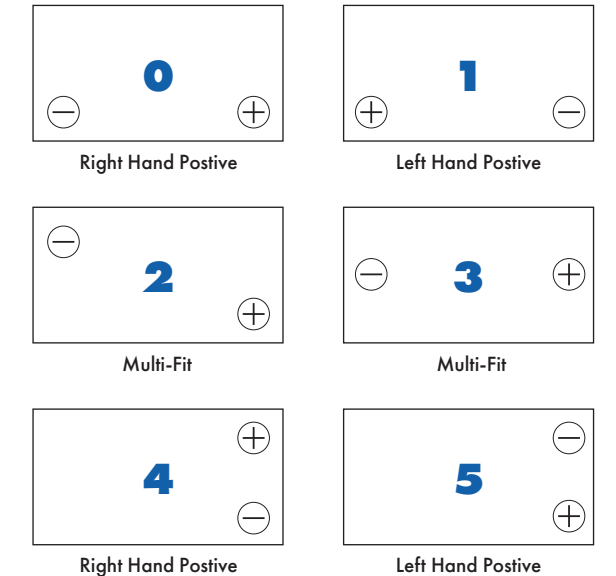 0 1
− + + −
Right Hand Postive Left Hand Postive
−
2 − 3 +
+
Multi-Fit Multi-Fit
+ −
4 5
− +
Right Hand Postive Left Hand Postive